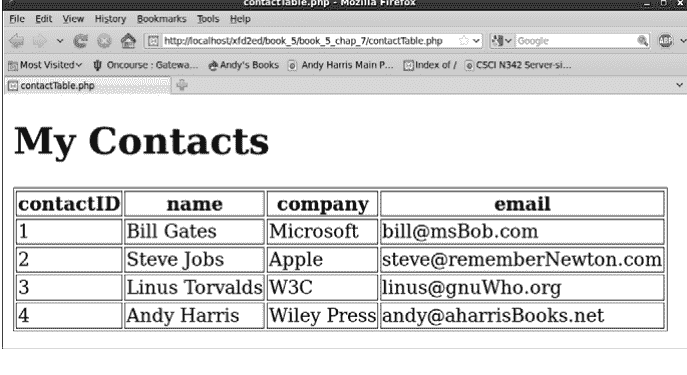 contactTable.php - Mozilla Firefox
File Edit View History Bookmarks Tools Help
http://localhost/xfd2ed/book_5/book_5_chap_7/contactTable.php Google ABP
Most Visited Oncourse : Gatewa... Andy's Books Andy Harris Main P... Index of / CSCI N342 Server-si...
contactTable.php
My Contacts
contactID name company email
1 Bill Gates Microsoft bill@msBob.com
2 Steve Jobs Apple steve@rememberNewton.com
3 Linus Torvalds W3C linus@gnuWho.org
4 Andy Harris Wiley Press andy@aharrisBooks.net